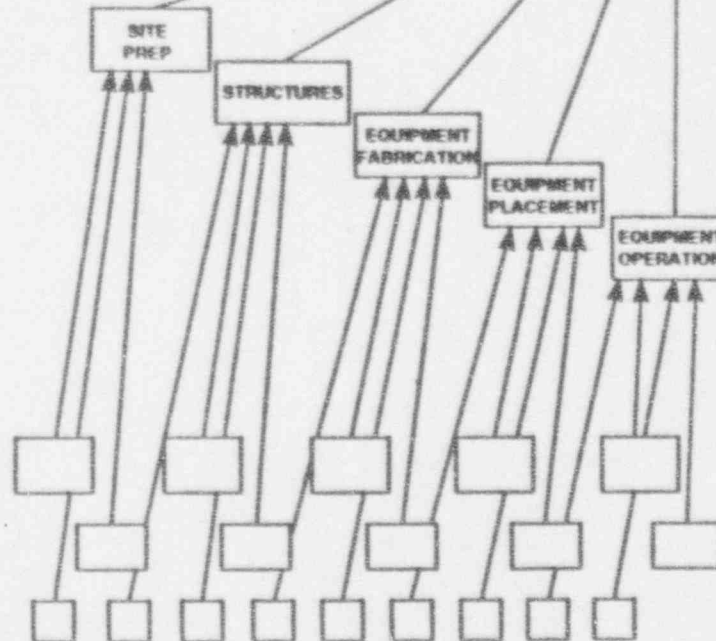 SITE
PREP
STRUCTURES
EQUIPMENT
FABRICATION
EQUIPMENT
PLACEMENT
EQUIPMENT
OPERATION